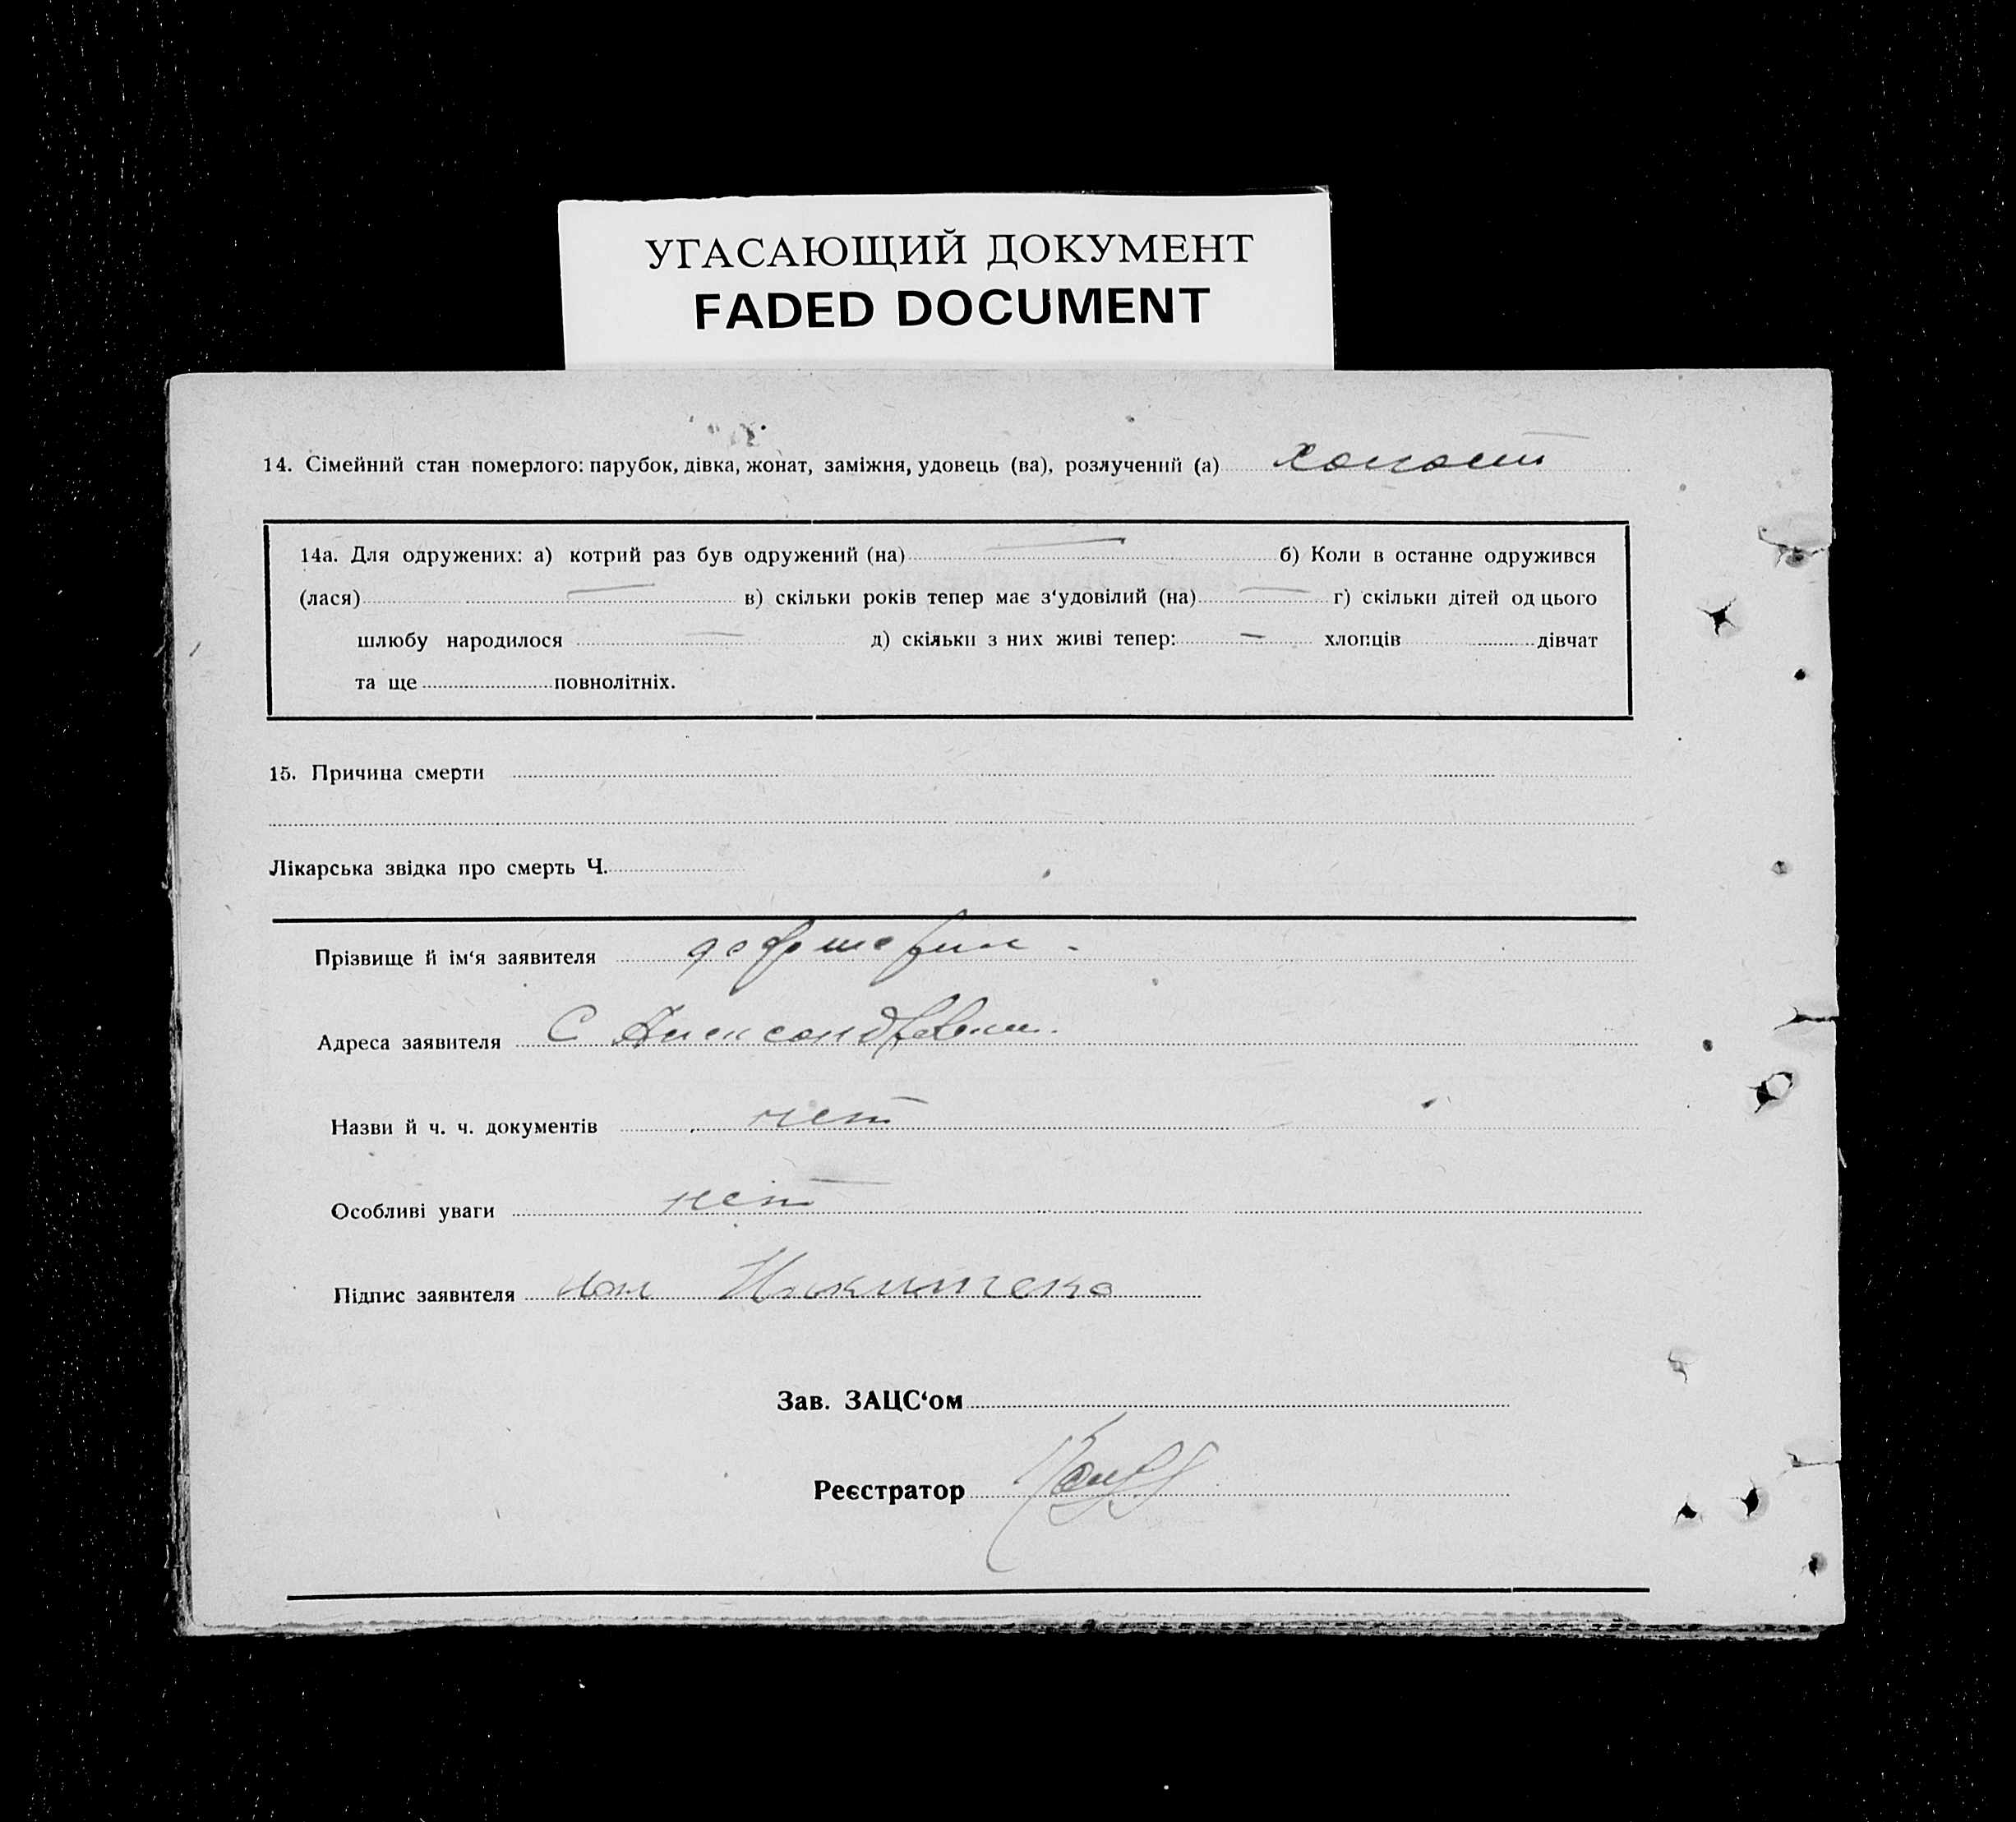 УГАСАЮЩИЙ ДОКУМЕНТ
FADED DOCUMENT
14. Сімейний стан померлого: парубок, дівка, жонат, заміжня, удовець (ва), розлучений (а) холост
14а. Для одружених: а) котрий раз був одружений (на) — б) Коли в останне одружився
(лася) — в) скільки років тепер має з‘удовілий (на) — г) скільки дітей од цього
шлюбу народилося — д) скільки з них живі тепер: — хлопців дівчат
та ще повнолітніх.
15. Причина смерти
Лікарська звідка про смерть Ч.
Прізвище й ім‘я заявителя
Адреса заявителя С
Назви й ч. ч. документів нет
Особливі уваги нет
Підпис заявителя
Зав. ЗАЦС‘ом
Реєстратор